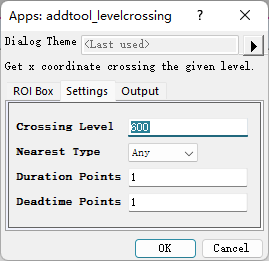 Apps: addtool_levelcrossing
Dialog Theme <Last used>
Get x coordinate crossing the given level.
ROI Box Settings Output
Crossing Level 600
Nearest Type Any
Duration Points 1
Deadtime Points 1
OK Cancel